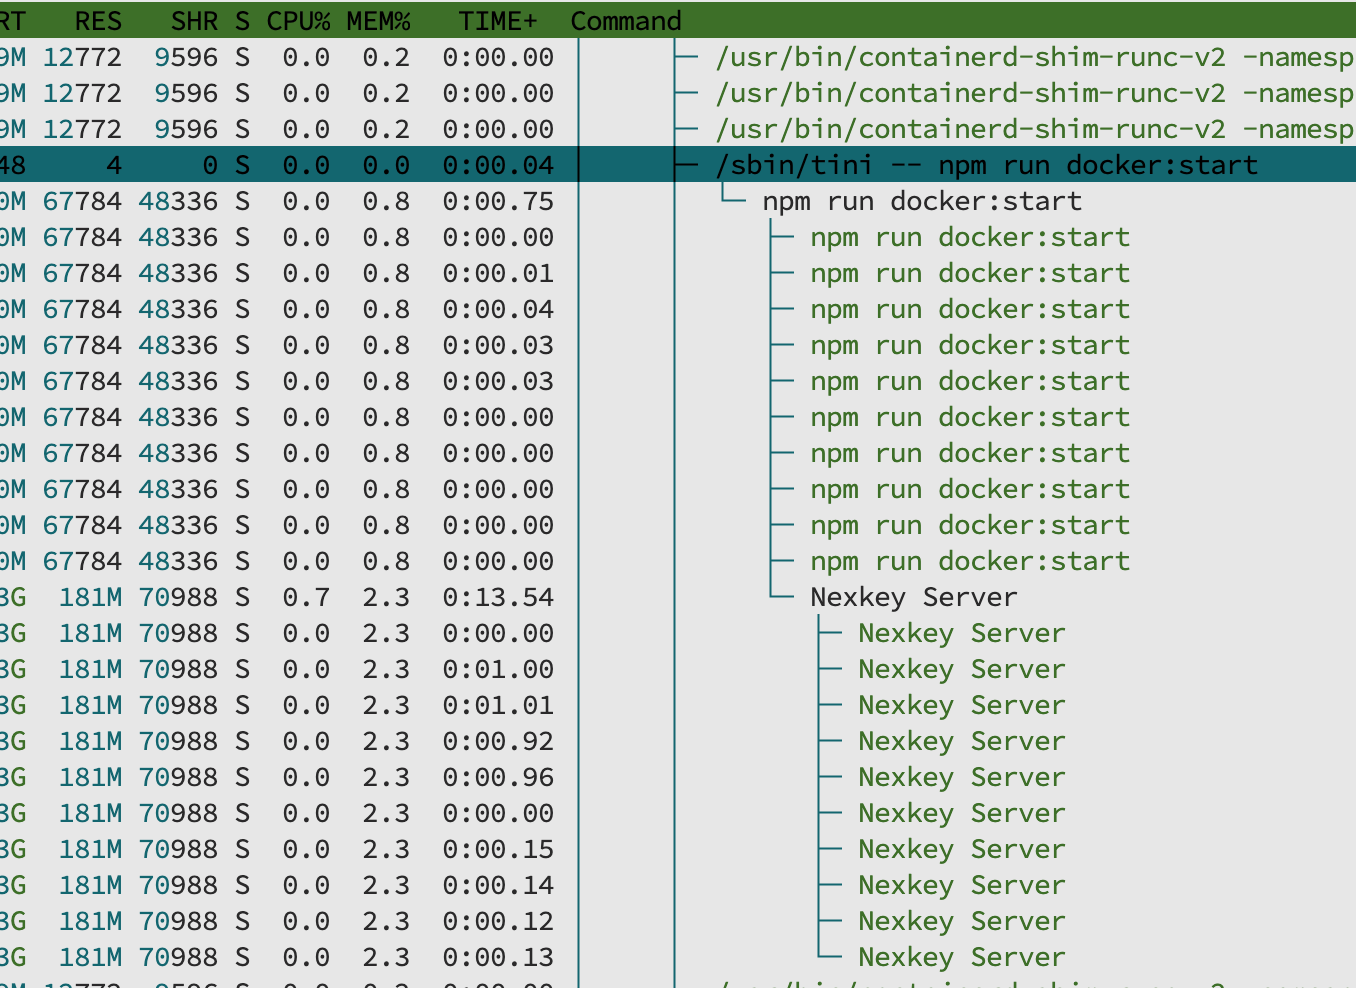 RT RES SHR S CPU% MEM% TIME+ Command
9M 12772 9596 S 0.0 0.2 0:00.00 /usr/bin/containerd-shim-runc-v2 -namesp
9M 12772 9596 S 0.0 0.2 0:00.00 /usr/bin/containerd-shim-runc-v2 -namesp
9M 12772 9596 S 0.0 0.2 0:00.00 /usr/bin/containerd-shim-runc-v2 -namesp
48 4 0 S 0.0 0.0 0:00.04 /sbin/tini -- npm run docker:start
0M 67784 48336 S 0.0 0.8 0:00.75 npm run docker:start
0M 67784 48336 S 0.0 0.8 0:00.00 npm run docker:start
0M 67784 48336 S 0.0 0.8 0:00.01 npm run docker:start
0M 67784 48336 S 0.0 0.8 0:00.04 npm run docker:start
0M 67784 48336 S 0.0 0.8 0:00.03 npm run docker:start
0M 67784 48336 S 0.0 0.8 0:00.03 npm run docker:start
0M 67784 48336 S 0.0 0.8 0:00.00 npm run docker:start
0M 67784 48336 S 0.0 0.8 0:00.00 npm run docker:start
0M 67784 48336 S 0.0 0.8 0:00.00 npm run docker:start
0M 67784 48336 S 0.0 0.8 0:00.00 npm run docker:start
0M 67784 48336 S 0.0 0.8 0:00.00 npm run docker:start
3G 181M 70988 S 0.7 2.3 0:13.54 Nexkey Server
3G 181M 70988 S 0.0 2.3 0:00.00 Nexkey Server
3G 181M 70988 S 0.0 2.3 0:01.00 Nexkey Server
3G 181M 70988 S 0.0 2.3 0:01.01 Nexkey Server
3G 181M 70988 S 0.0 2.3 0:00.92 Nexkey Server
3G 181M 70988 S 0.0 2.3 0:00.96 Nexkey Server
3G 181M 70988 S 0.0 2.3 0:00.00 Nexkey Server
3G 181M 70988 S 0.0 2.3 0:00.15 Nexkey Server
3G 181M 70988 S 0.0 2.3 0:00.14 Nexkey Server
3G 181M 70988 S 0.0 2.3 0:00.12 Nexkey Server
3G 181M 70988 S 0.0 2.3 0:00.13 Nexkey Server